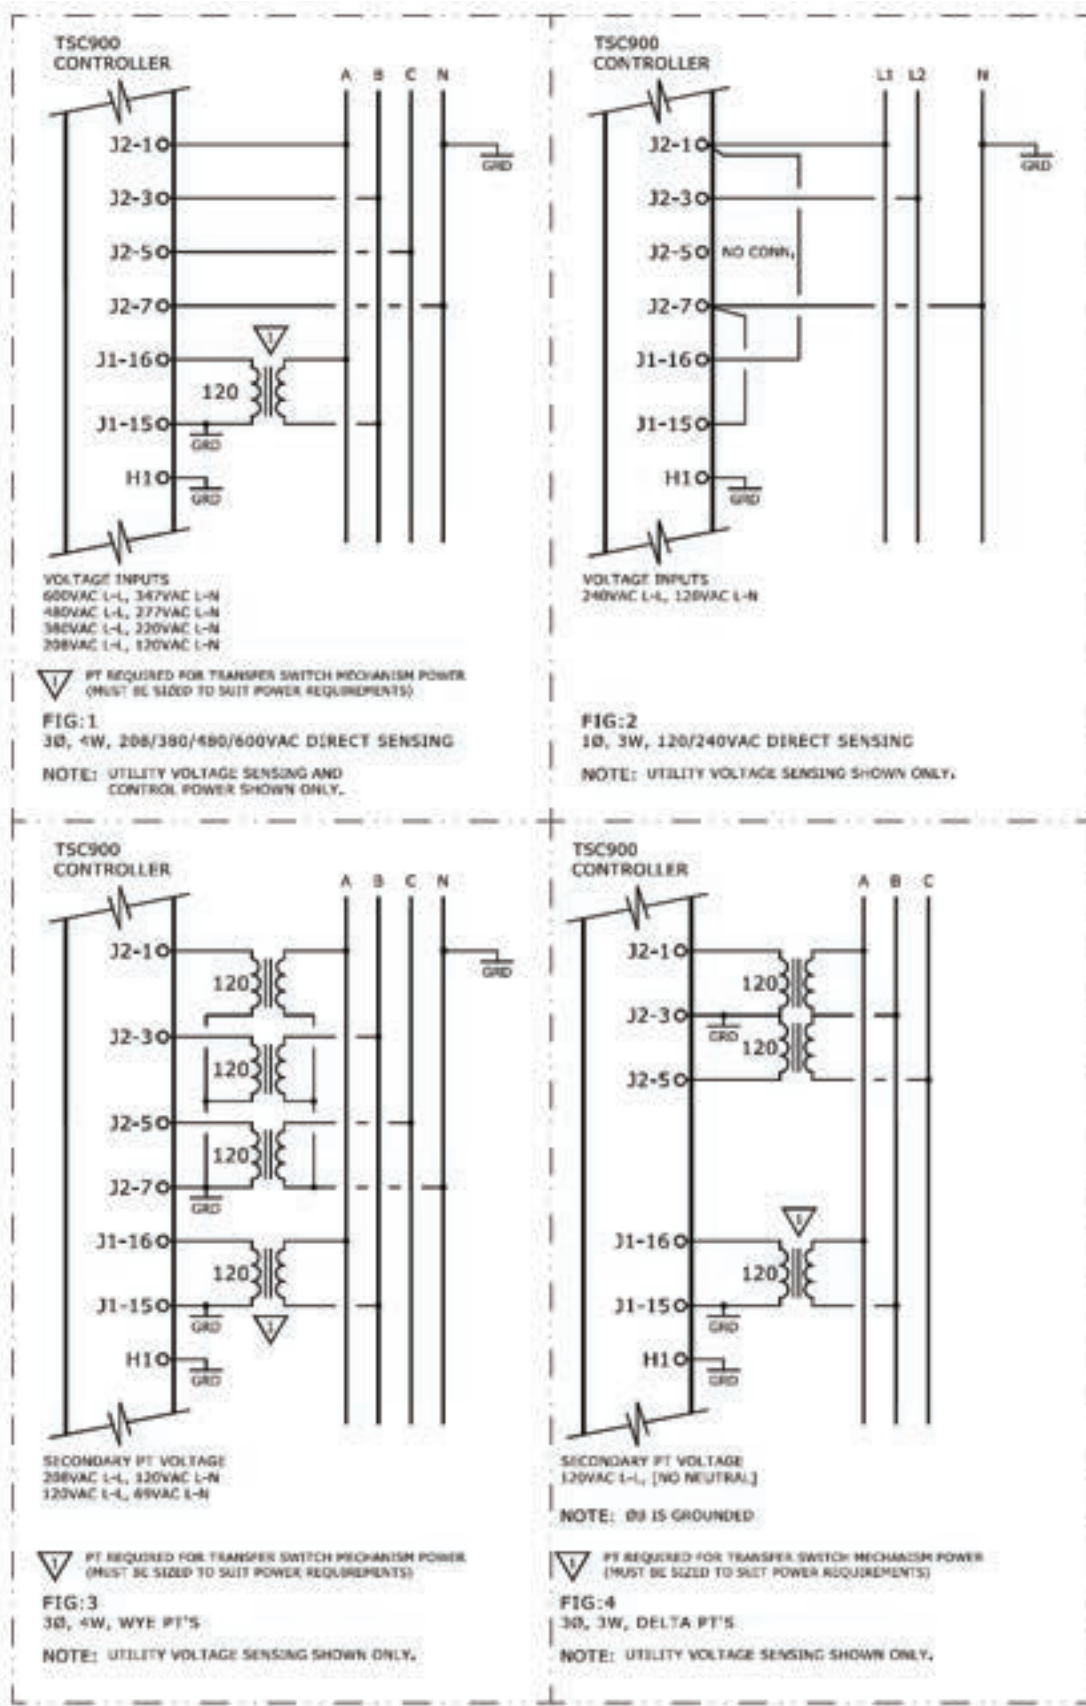 TSC900
CONTROLLER
A B C N
J2-1
GRD
J2-3
J2-5
J2-7
1
J1-16
120
J1-15
GRD
H1
GRD
VOLTAGE INPUTS
600VAC L-L, 347VAC L-N
480VAC L-L, 277VAC L-N
380VAC L-L, 220VAC L-N
208VAC L-L, 120VAC L-N
1 PT REQUIRED FOR TRANSFER SWITCH MECHANISM POWER
(MUST BE SIZED TO SUIT POWER REQUIREMENTS)
FIG:1
3Ø, 4W, 208/380/480/600VAC DIRECT SENSING
NOTE: UTILITY VOLTAGE SENSING AND
CONTROL POWER SHOWN ONLY.
TSC900
CONTROLLER
L1 L2 N
J2-1
GRD
J2-3
J2-5 NO CONN.
J2-7
J1-16
J1-15
H1
GRD
VOLTAGE INPUTS
240VAC L-L, 120VAC L-N
FIG:2
1Ø, 3W, 120/240VAC DIRECT SENSING
NOTE: UTILITY VOLTAGE SENSING SHOWN ONLY.
TSC900
CONTROLLER
A B C N
J2-1
GRD
120
J2-3
120
J2-5
120
J2-7
GRD
J1-16
120
J1-15
GRD
1
H1
GRD
SECONDARY PT VOLTAGE
208VAC L-L, 120VAC L-N
120VAC L-L, 69VAC L-N
1 PT REQUIRED FOR TRANSFER SWITCH MECHANISM POWER
(MUST BE SIZED TO SUIT POWER REQUIREMENTS)
FIG:3
3Ø, 4W, WYE PT'S
NOTE: UTILITY VOLTAGE SENSING SHOWN ONLY.
TSC900
CONTROLLER
A B C
J2-1
120
J2-3
GRD
120
J2-5
1
J1-16
120
J1-15
GRD
H1
GRD
SECONDARY PT VOLTAGE
120VAC L-L, [NO NEUTRAL]
NOTE: ØB IS GROUNDED
1 PT REQUIRED FOR TRANSFER SWITCH MECHANISM POWER
(MUST BE SIZED TO SUIT POWER REQUIREMENTS)
FIG:4
3Ø, 3W, DELTA PT'S
NOTE: UTILITY VOLTAGE SENSING SHOWN ONLY.